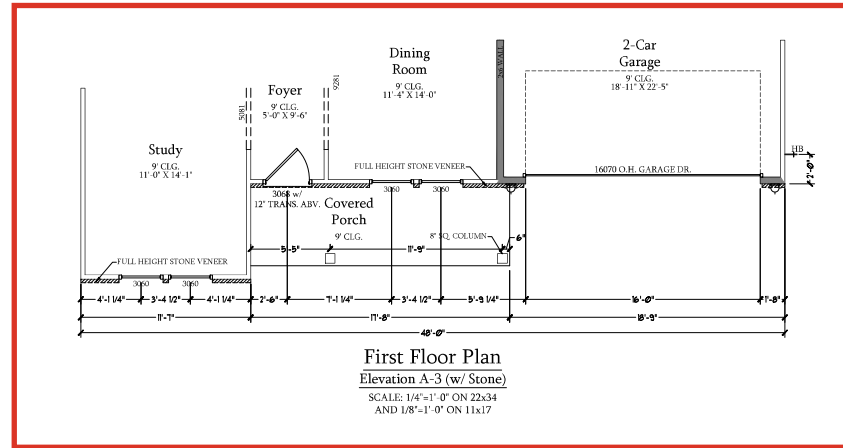 2-Car
Garage
9' CLG.
18'-11" X 22'-5"
Dining
Room
9' CLG.
11'-4" X 14'-0"
2x6 WALL
Foyer
9' CLG.
5'-0" X 9'-6"
5081
9281
Study
9' CLG.
11'-0" X 14'-1"
HB
2'-0"
FULL HEIGHT STONE VENEER
16070 O.H. GARAGE DR.
3068 w/
12" TRANS. ABV.
3060
3060
Covered
Porch
9' CLG.
8" SQ. COLUMN
6"
5'-5"
11'-9"
FULL HEIGHT STONE VENEER
3060
3060
4'-1 1/4"
3'-4 1/2"
4'-1 1/4"
2'-6"
7'-1 1/4"
3'-4 1/2"
5'-9 1/4"
16'-0"
1'-8"
11'-7"
17'-8"
18'-9"
48'-0"
First Floor Plan
Elevation A-3 (w/ Stone)
SCALE: 1/4"=1'-0" ON 22x34
AND 1/8"=1'-0" ON 11x17